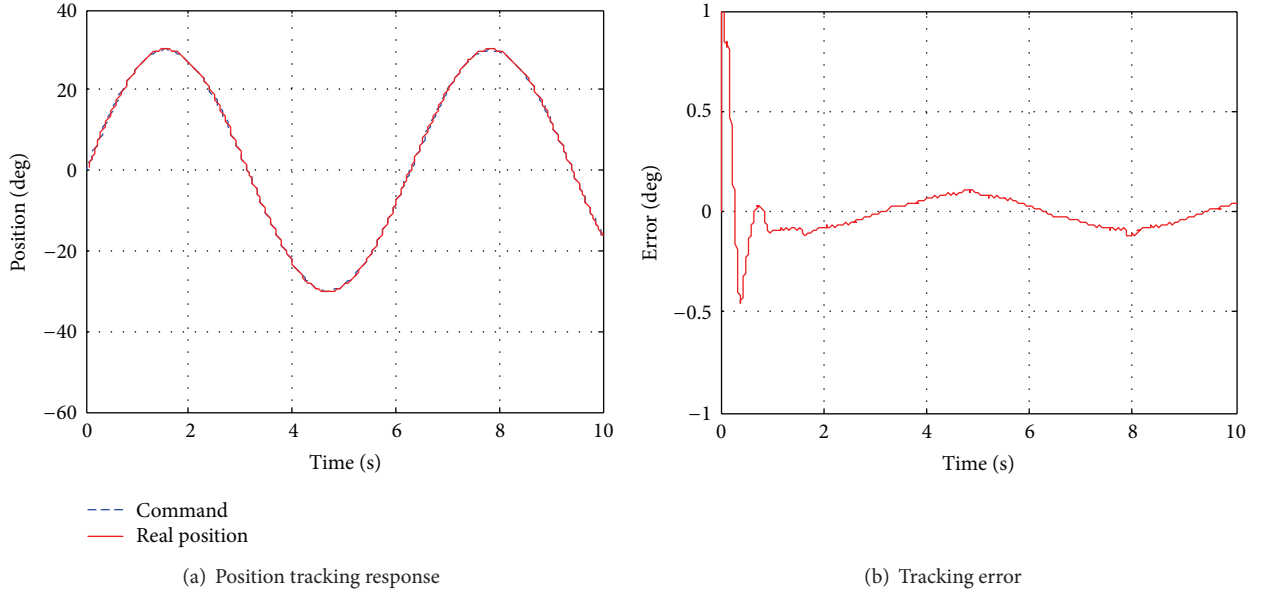 40
20
0
−20
−40
−60
Position (deg)
0
2
4
6
8
10
Time (s)
Command
Real position
(a) Position tracking response
1
0.5
0
−0.5
−1
Error (deg)
0
2
4
6
8
10
Time (s)
(b) Tracking error